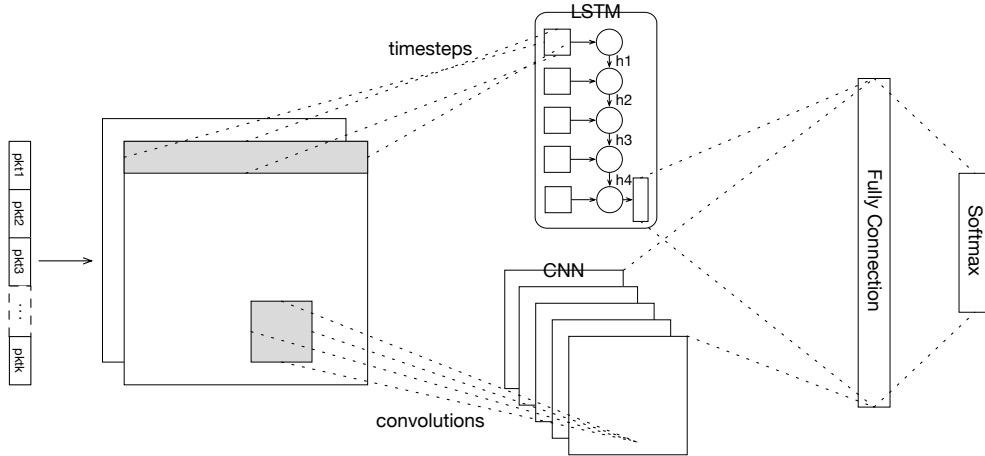 pkt1
pkt2
pkt3
...
pktk
timesteps
convolutions
LSTM
h1
h2
h3
h4
CNN
Fully Connection
Softmax